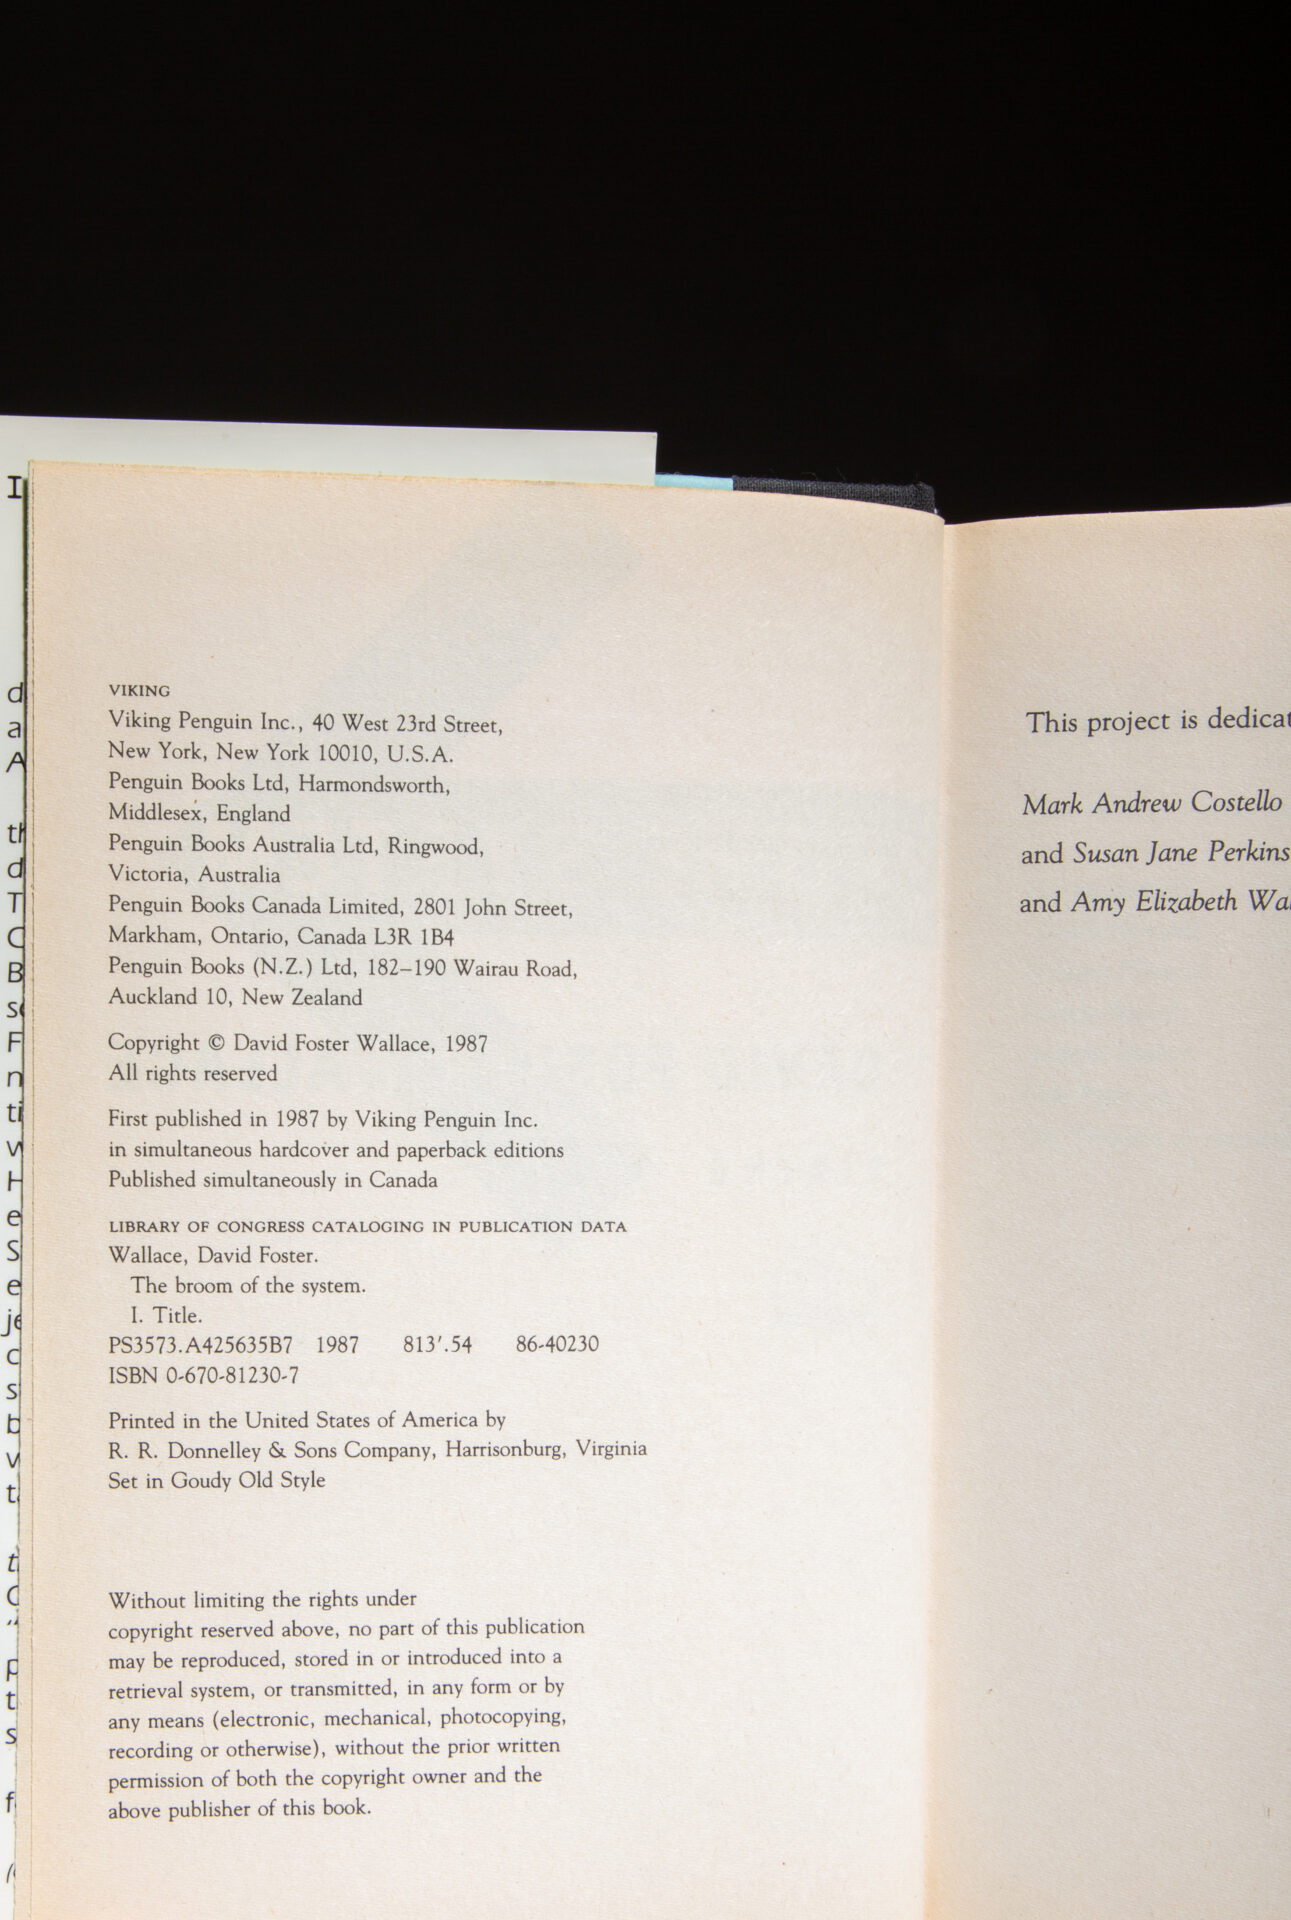 VIKING
Viking Penguin Inc., 40 West 23rd Street,
New York, New York 10010, U.S.A.
Penguin Books Ltd, Harmondsworth,
Middlesex, England
Penguin Books Australia Ltd, Ringwood,
Victoria, Australia
Penguin Books Canada Limited, 2801 John Street,
Markham, Ontario, Canada L3R 1B4
Penguin Books (N.Z.) Ltd, 182–190 Wairau Road,
Auckland 10, New Zealand
Copyright © David Foster Wallace, 1987
All rights reserved
First published in 1987 by Viking Penguin Inc.
in simultaneous hardcover and paperback editions
Published simultaneously in Canada
LIBRARY OF CONGRESS CATALOGING IN PUBLICATION DATA
Wallace, David Foster.
The broom of the system.
I. Title.
PS3573.A425635B7 1987 813′.54 86-40230
ISBN 0-670-81230-7
Printed in the United States of America by
R. R. Donnelley & Sons Company, Harrisonburg, Virginia
Set in Goudy Old Style
Without limiting the rights under
copyright reserved above, no part of this publication
may be reproduced, stored in or introduced into a
retrieval system, or transmitted, in any form or by
any means (electronic, mechanical, photocopying,
recording or otherwise), without the prior written
permission of both the copyright owner and the
above publisher of this book.
This project is
Mark Andrew Costello
and Susan Jane Perkins
and Amy Elizabeth